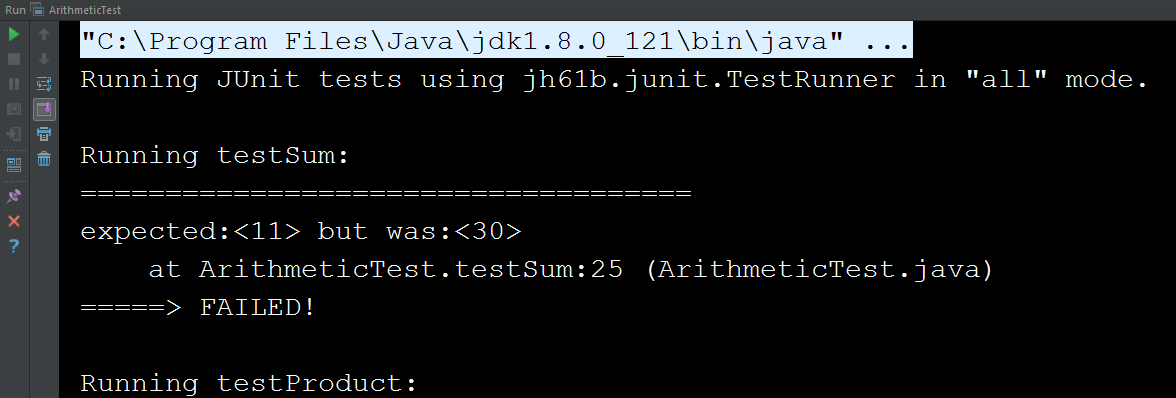 Run ArithmeticTest
"C:\Program Files\Java\jdk1.8.0_121\bin\java" ...
Running JUnit tests using jh61b.junit.TestRunner in "all" mode.
Running testSum:
====================================
expected:<11> but was:<30>
at ArithmeticTest.testSum:25 (ArithmeticTest.java)
=====> FAILED!
Running testProduct: